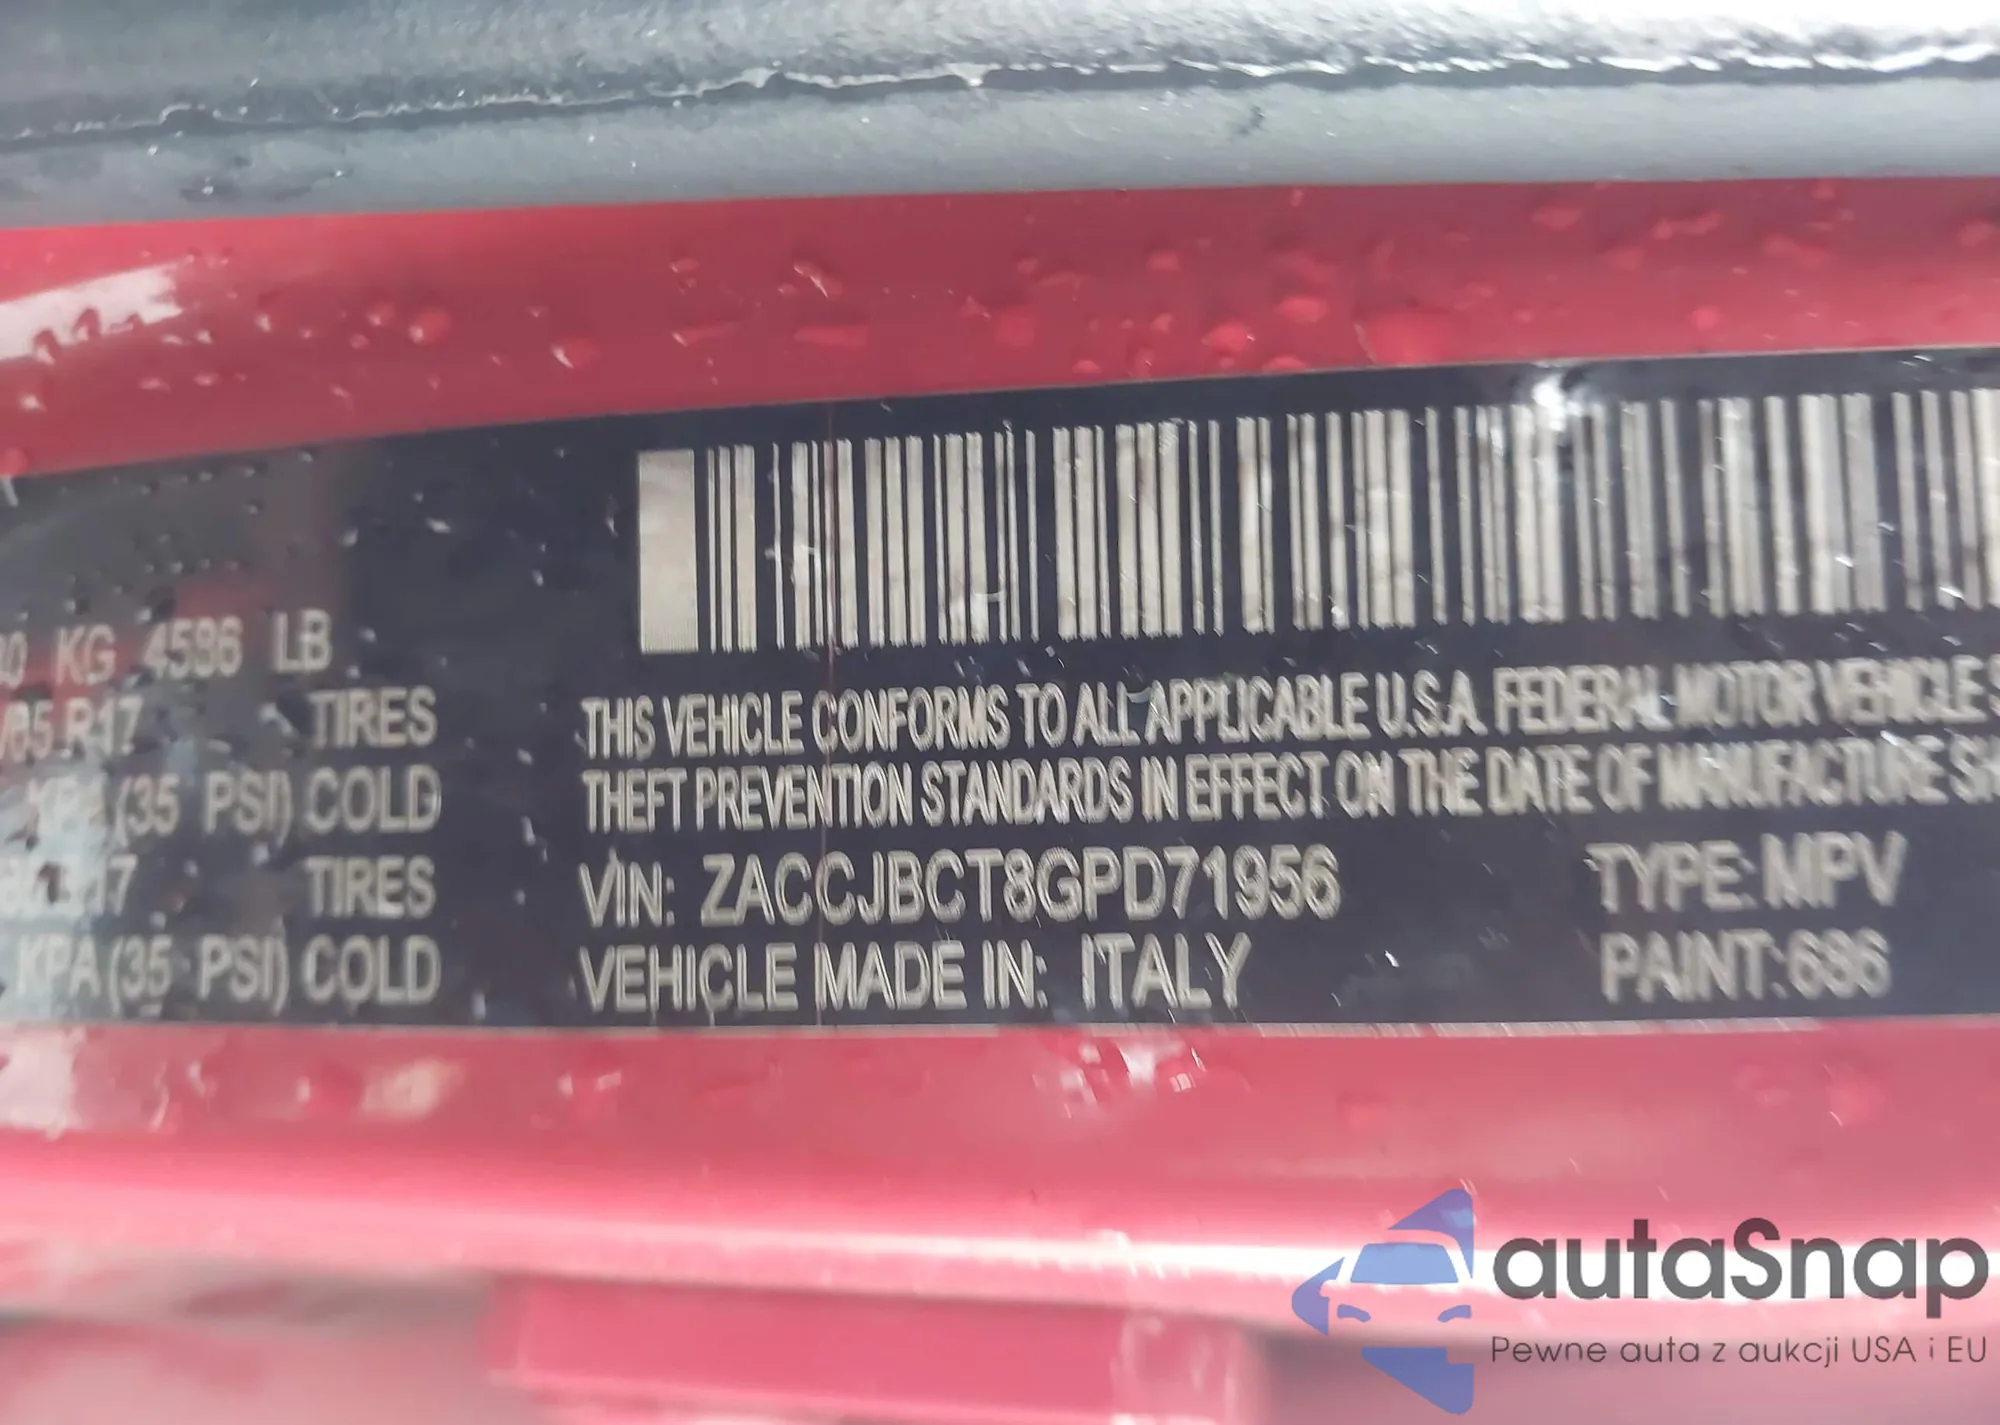 KG 4586 LB
TIRES
KPA (35 PSI) COLD
TIRES
KPA (35 PSI) COLD
THIS VEHICLE CONFORMS TO ALL APPLICABLE U.S.A. FEDERAL MOTOR VEHICLE
THEFT PREVENTION STANDARDS IN EFFECT ON THE DATE OF MANUFACTURE
VIN: ZACCJBCT8GPD71956
TYPE: MPV
VEHICLE MADE IN: ITALY
PAINT: 686
autaSnap
Pewne auta z aukcji USA i EU